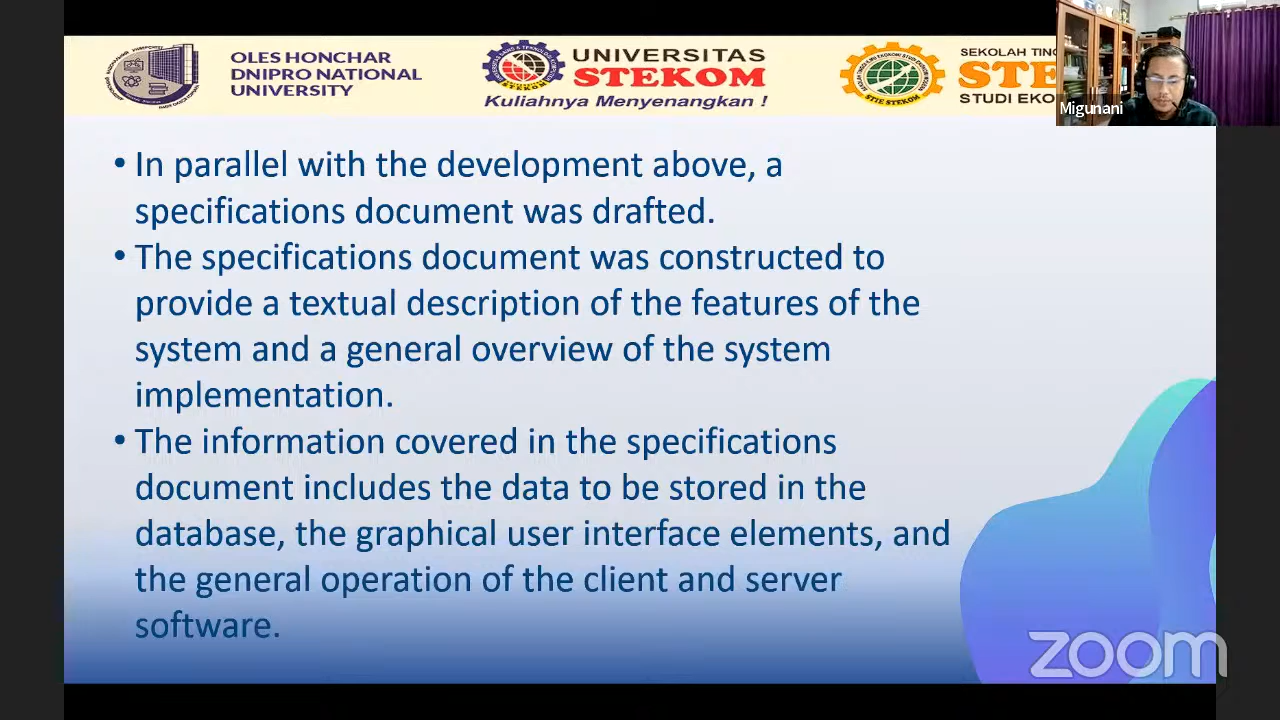 OLES HONCHAR
DNIPRO NATIONAL
UNIVERSITY
UNIVERSITAS
STEKOM
Kuliahnya Menyenangkan !
SEKOLAH
STE
STUDI
Migunani
• In parallel with the development above, a
specifications document was drafted.
• The specifications document was constructed to
provide a textual description of the features of the
system and a general overview of the system
implementation.
• The information covered in the specifications
document includes the data to be stored in the
database, the graphical user interface elements, and
the general operation of the client and server
software.
zoom